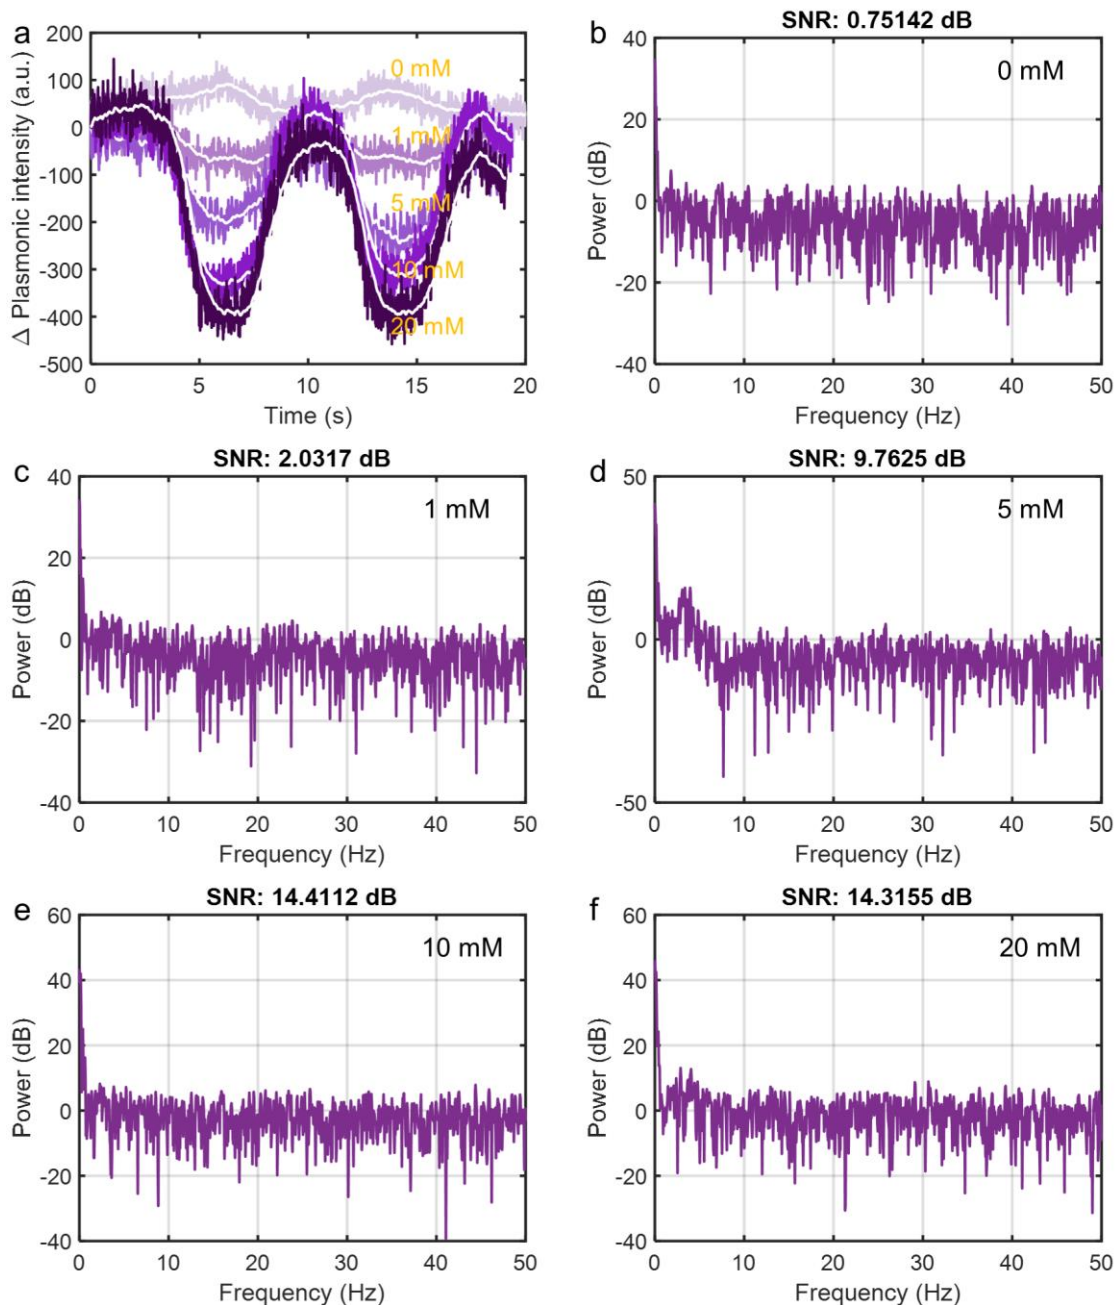 a
200
100
0
-100
-200
-300
-400
-500
Δ Plasmonic intensity (a.u.)
0 mM
1 mM
5 mM
10 mM
20 mM
0 5 10 15 20
Time (s)
b
SNR: 0.75142 dB
0 mM
40
20
0
-20
-40
Power (dB)
0 10 20 30 40 50
Frequency (Hz)
c
SNR: 2.0317 dB
1 mM
40
20
0
-20
-40
Power (dB)
0 10 20 30 40 50
Frequency (Hz)
d
SNR: 9.7625 dB
5 mM
50
0
-50
Power (dB)
0 10 20 30 40 50
Frequency (Hz)
e
SNR: 14.4112 dB
10 mM
60
40
20
0
-20
-40
Power (dB)
0 10 20 30 40 50
Frequency (Hz)
f
SNR: 14.3155 dB
20 mM
60
40
20
0
-20
-40
Power (dB)
0 10 20 30 40 50
Frequency (Hz)